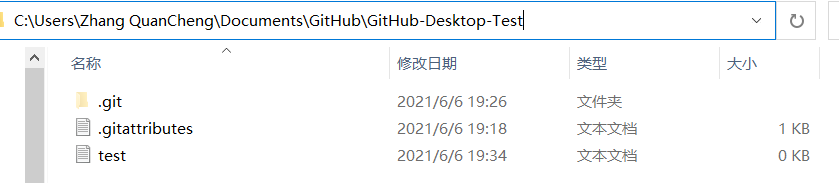 C:\Users\Zhang QuanCheng\Documents\GitHub\GitHub-Desktop-Test
名称 修改日期 类型 大小
.git 2021/6/6 19:26 文件夹
.gitattributes 2021/6/6 19:18 文本文档 1 KB
test 2021/6/6 19:34 文本文档 0 KB